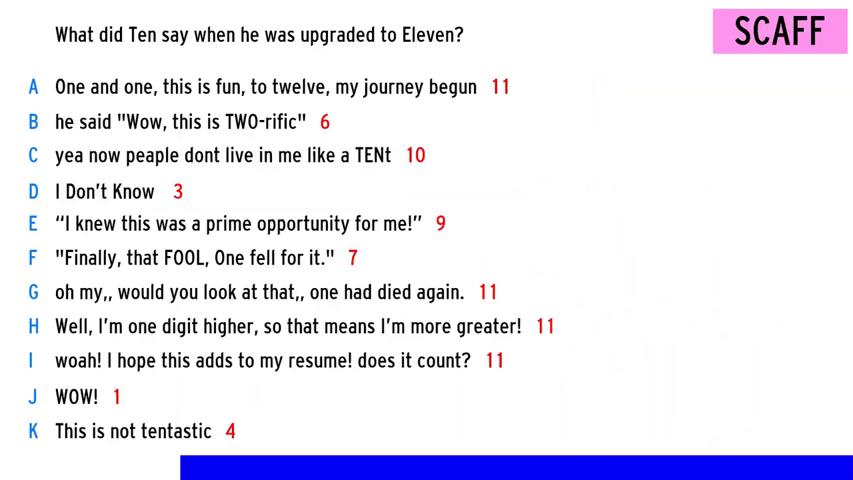 What did Ten say when he was upgraded to Eleven?
SCAFF
A One and one, this is fun, to twelve, my journey begun 11
B he said "Wow, this is TWO-rific" 6
C yea now peaple dont live in me like a TENt 10
D I Don't Know 3
E “I knew this was a prime opportunity for me!” 9
F "Finally, that FOOL, One fell for it." 7
G oh my,, would you look at that,, one had died again. 11
H Well, I'm one digit higher, so that means I'm more greater! 11
I woah! I hope this adds to my resume! does it count? 11
J WOW! 1
K This is not tentastic 4